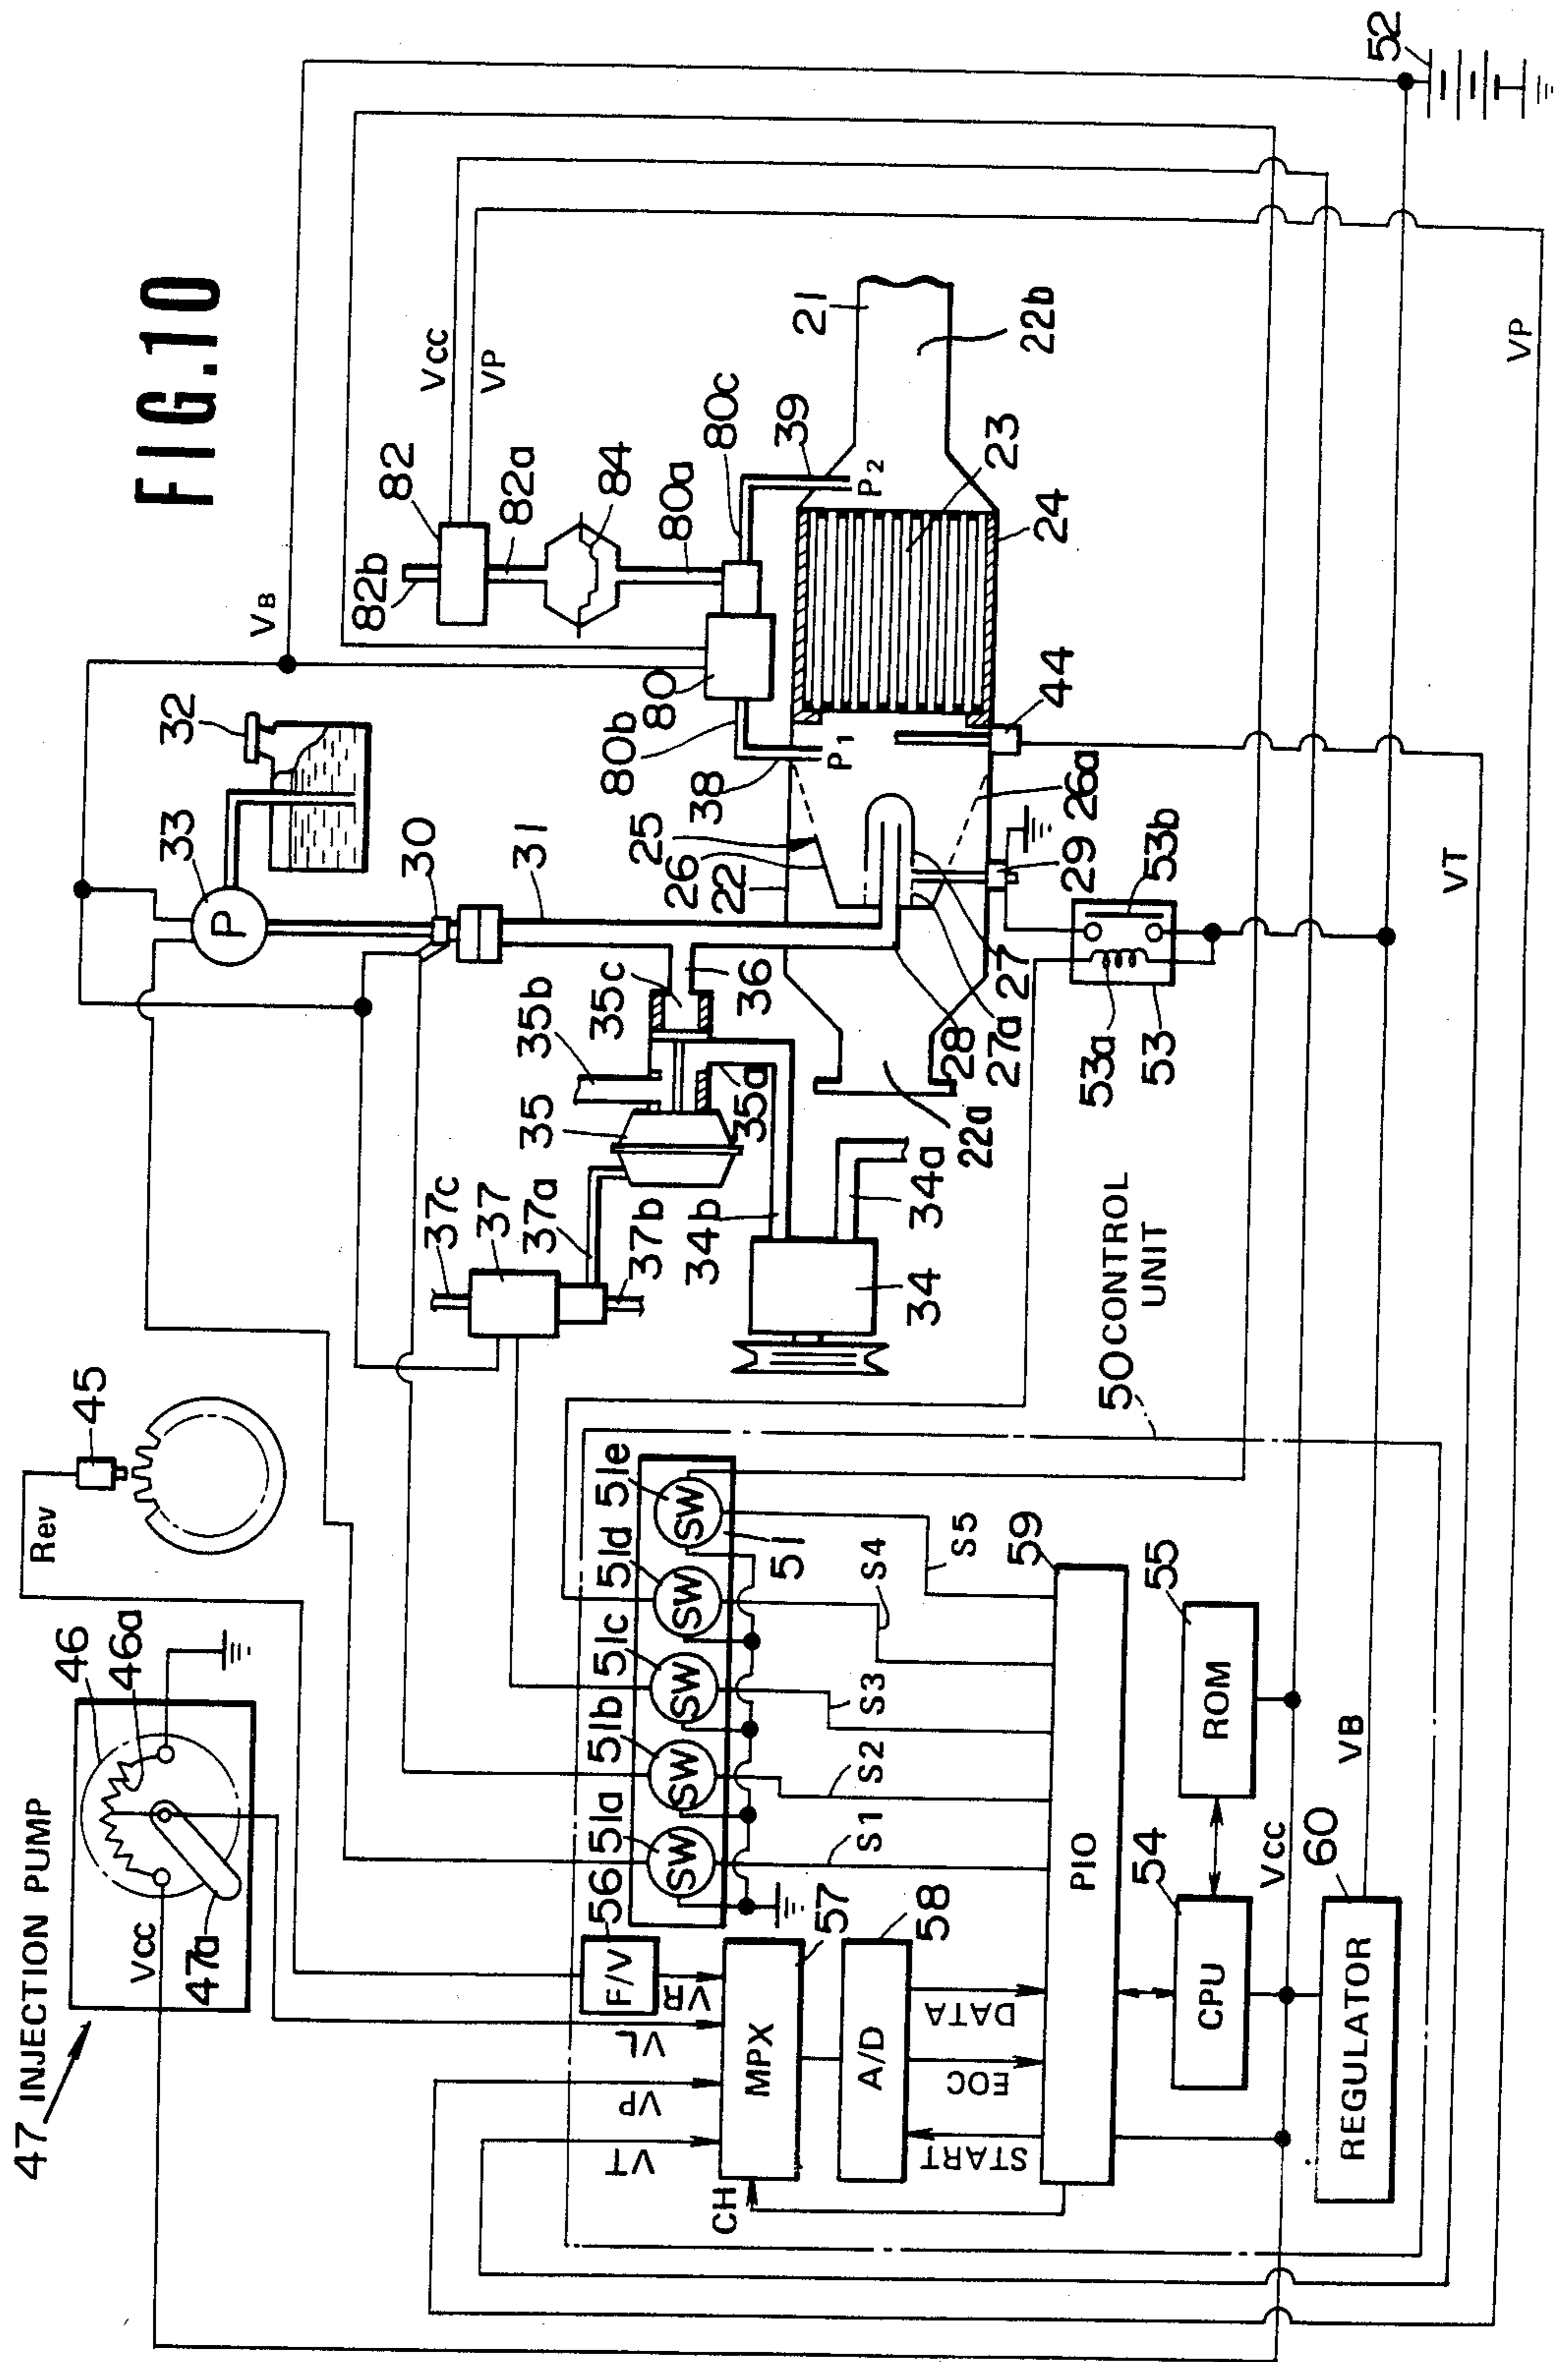 FIG.10
47 INJECTION PUMP
46
46a
Vcc
47a
Rev
45
VB
33
32
30
31
35b
35c
36
35
35a
37c
37
37a
37b
34b
34a
34
82b
82
82a
84
Vcc
VP
80a
80c
80
80b
38
39
P1
P2
25
26
22
21
22b
23
24
44
26a
29
27
27a
28
22a
53b
53a
53
52
P
50 CONTROL
UNIT
51a
51b
51c
51d
51e
SW
SW
SW
SW
SW
51
S1
S2
S3
S4
S5
56
F/V
VR
VL
VP
VT
CH
MPX
57
A/D
58
START
EOC
DATA
PIO
59
CPU
54
ROM
55
Vcc
REGULATOR
60
VB
VT
VP